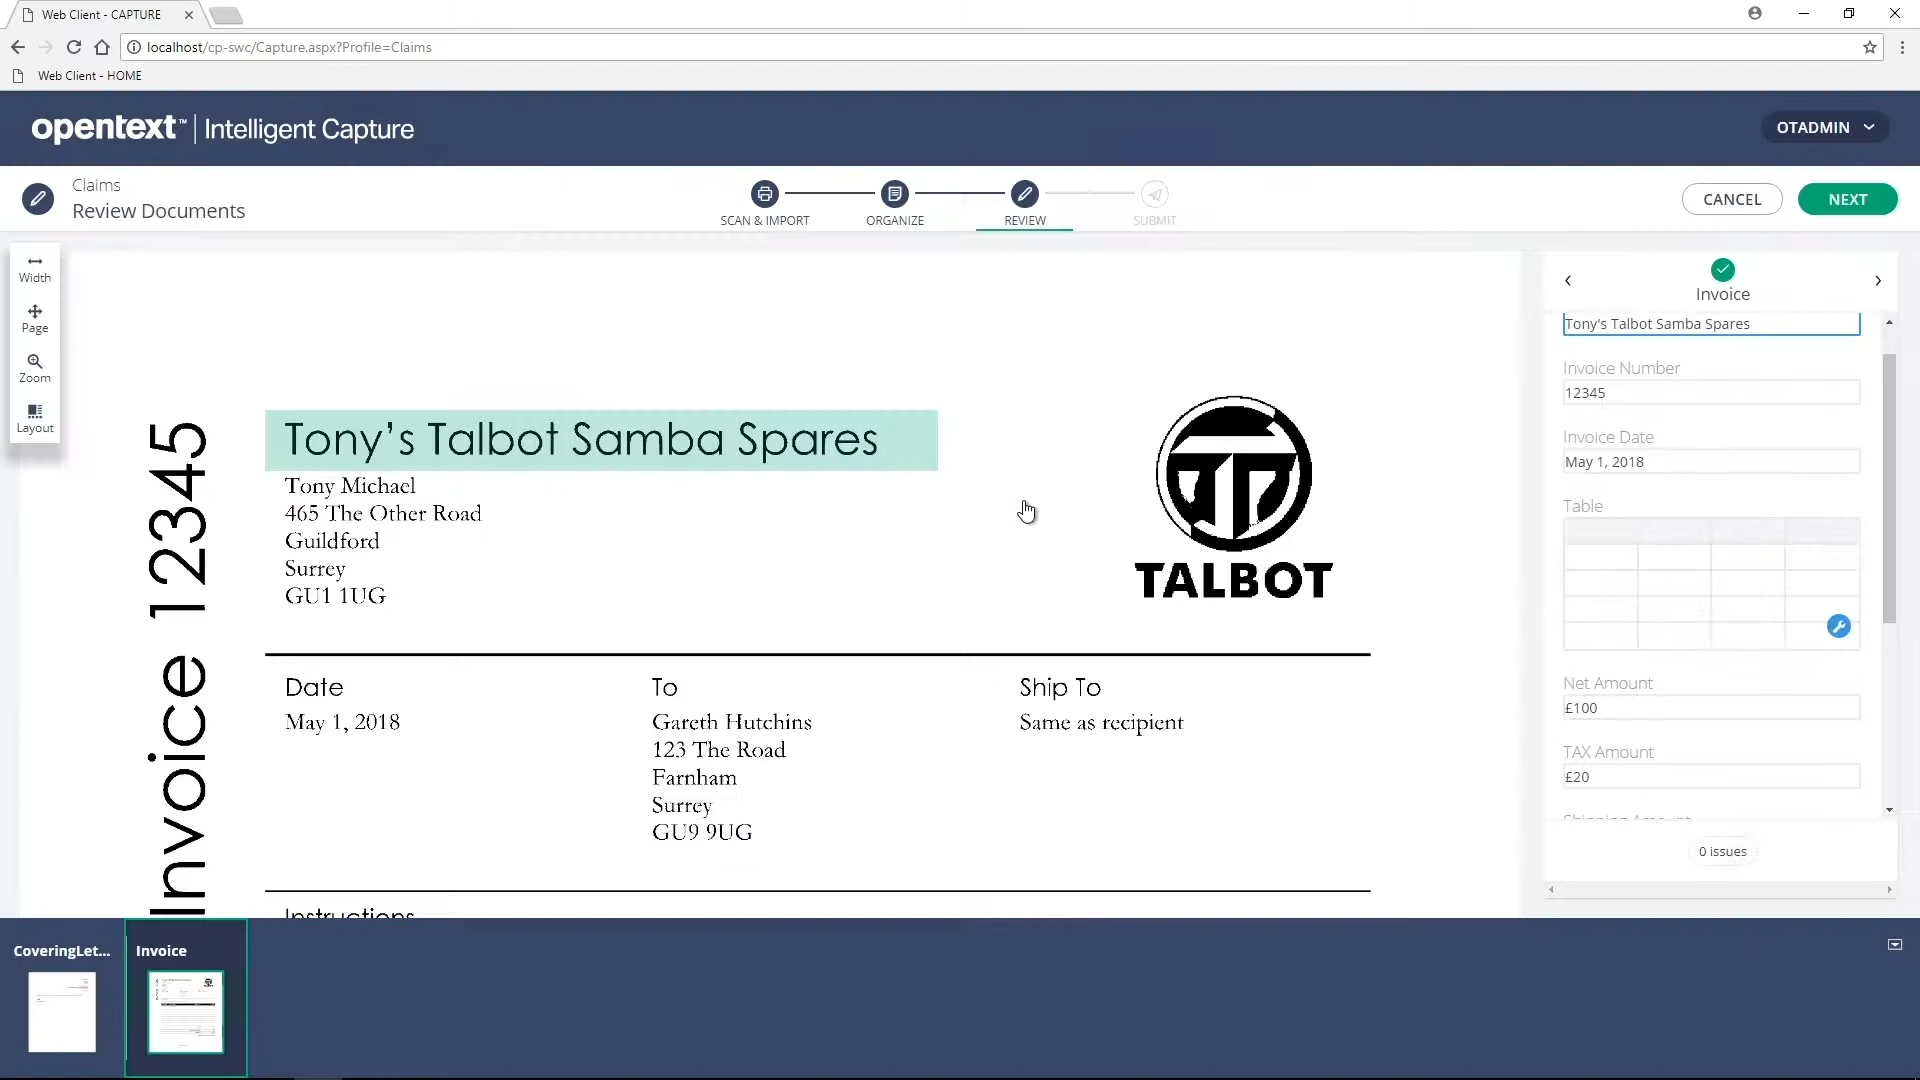 Web Client - CAPTURE
localhost/cp-swc/Capture.aspx?Profile=Claims
Web Client - HOME
opentext™ | Intelligent Capture
OTADMIN
Claims
Review Documents
SCAN & IMPORT
ORGANIZE
REVIEW
SUBMIT
CANCEL
NEXT
Width
Page
Zoom
Layout
Invoice 12345
Tony's Talbot Samba Spares
Tony Michael
465 The Other Road
Guildford
Surrey
GU1 1UG
TALBOT
Date
May 1, 2018
To
Gareth Hutchins
123 The Road
Farnham
Surrey
GU9 9UG
Ship To
Same as recipient
Instructions
Invoice
Tony's Talbot Samba Spares
Invoice Number
12345
Invoice Date
May 1, 2018
Table
Net Amount
£100
TAX Amount
£20
Shipping Amount
0 issues
CoveringLet...
Invoice